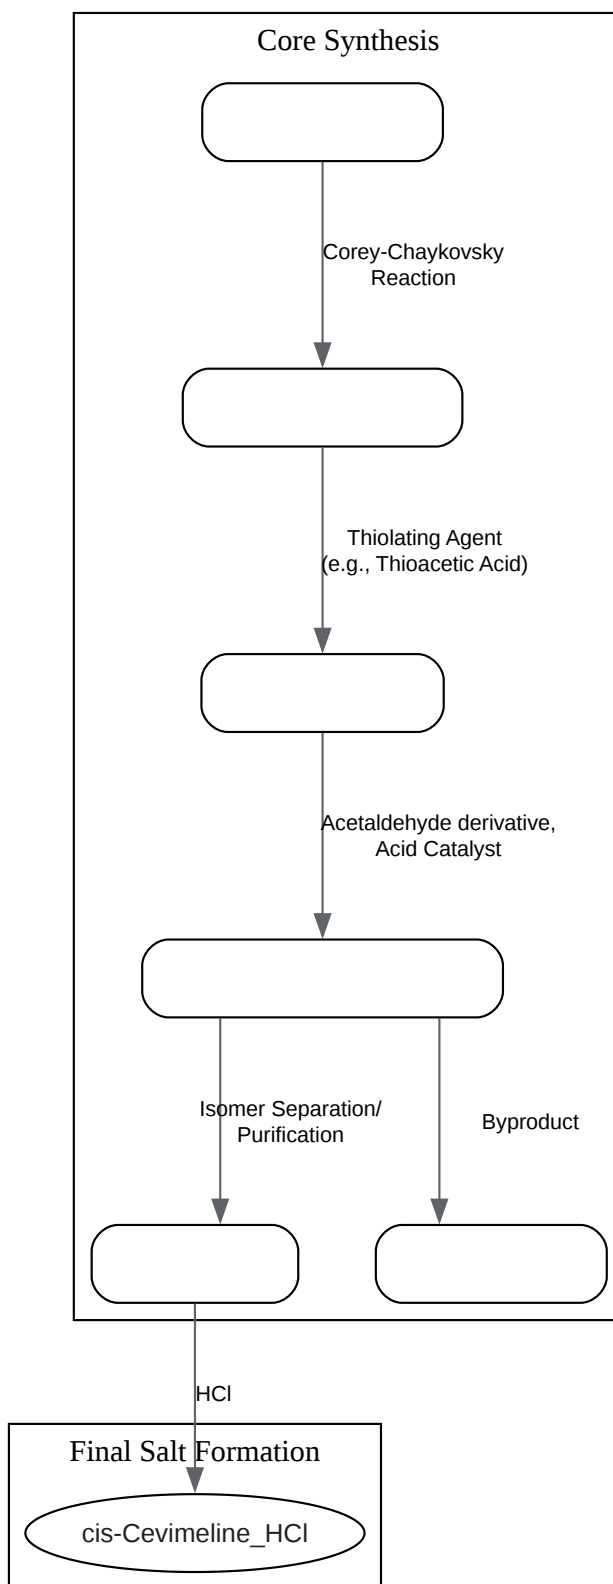 Core Synthesis
Corey-Chaykovsky
Reaction
Thiolating Agent
(e.g., Thioacetic Acid)
Acetaldehyde derivative,
Acid Catalyst
Isomer Separation/
Purification
Byproduct
HCl
Final Salt Formation
cis-Cevimeline_HCl